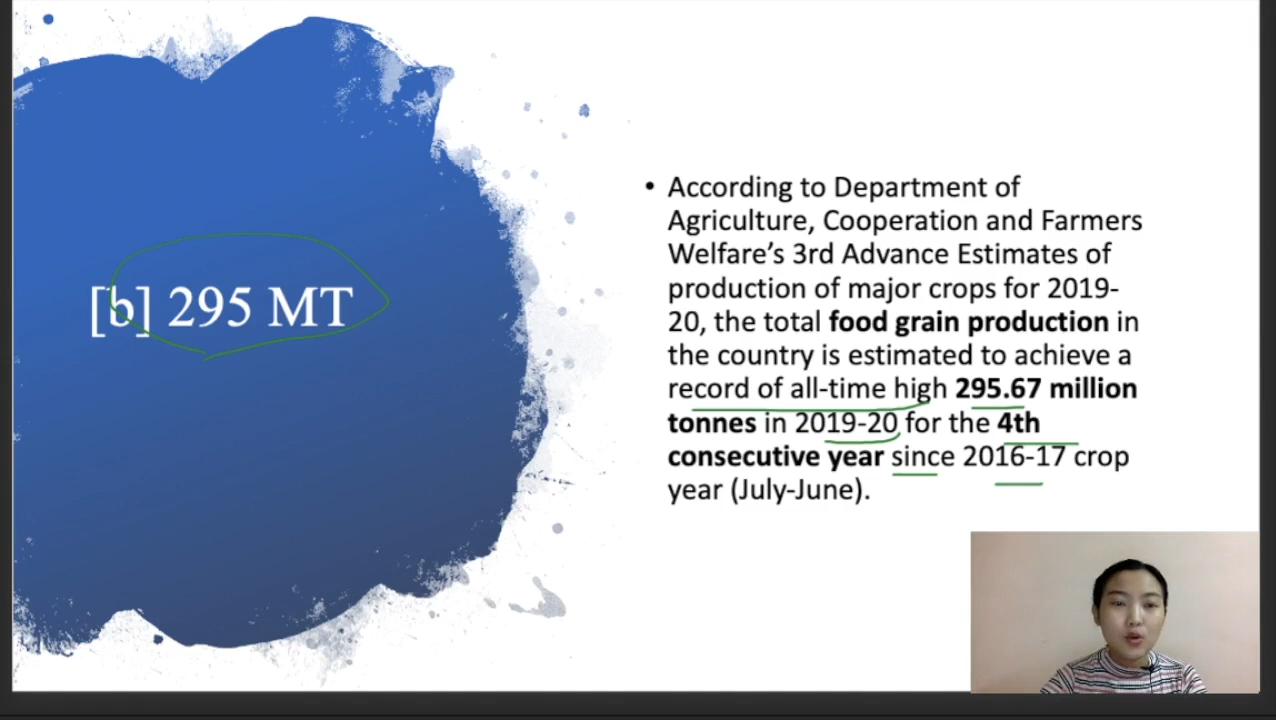 [b] 295 MT
• According to Department of
Agriculture, Cooperation and Farmers
Welfare’s 3rd Advance Estimates of
production of major crops for 2019-
20, the total food grain production in
the country is estimated to achieve a
record of all-time high 295.67 million
tonnes in 2019-20 for the 4th
consecutive year since 2016-17 crop
year (July-June).